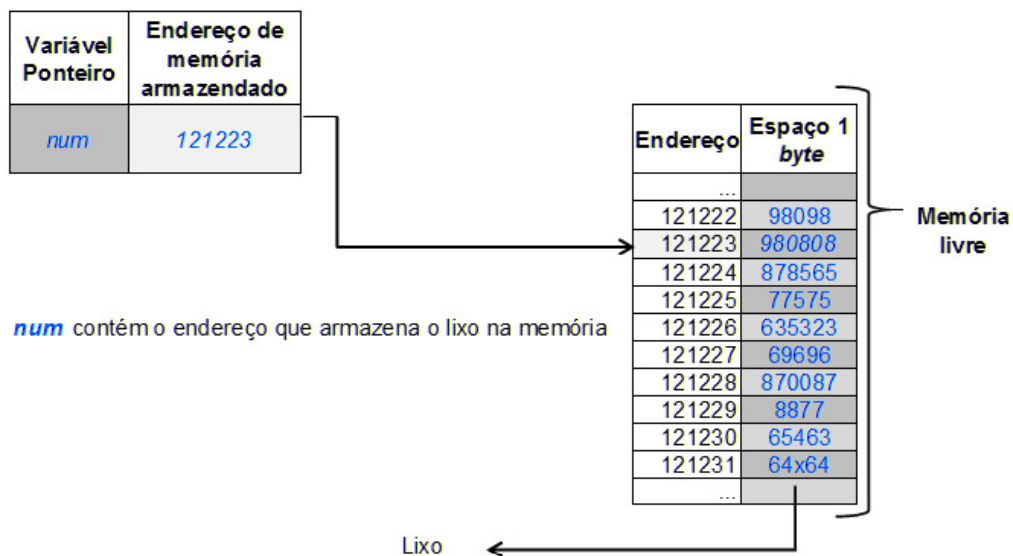 Variável
Ponteiro
Endereço de
memória
armazendado
num
121223
num contém o endereço que armazena o lixo na memória
Endereço
Espaço 1
byte
...
121222 98098
121223 980808
121224 878565
121225 77575
121226 635323
121227 69696
121228 870087
121229 8877
121230 65463
121231 64x64
...
Memória
livre
Lixo